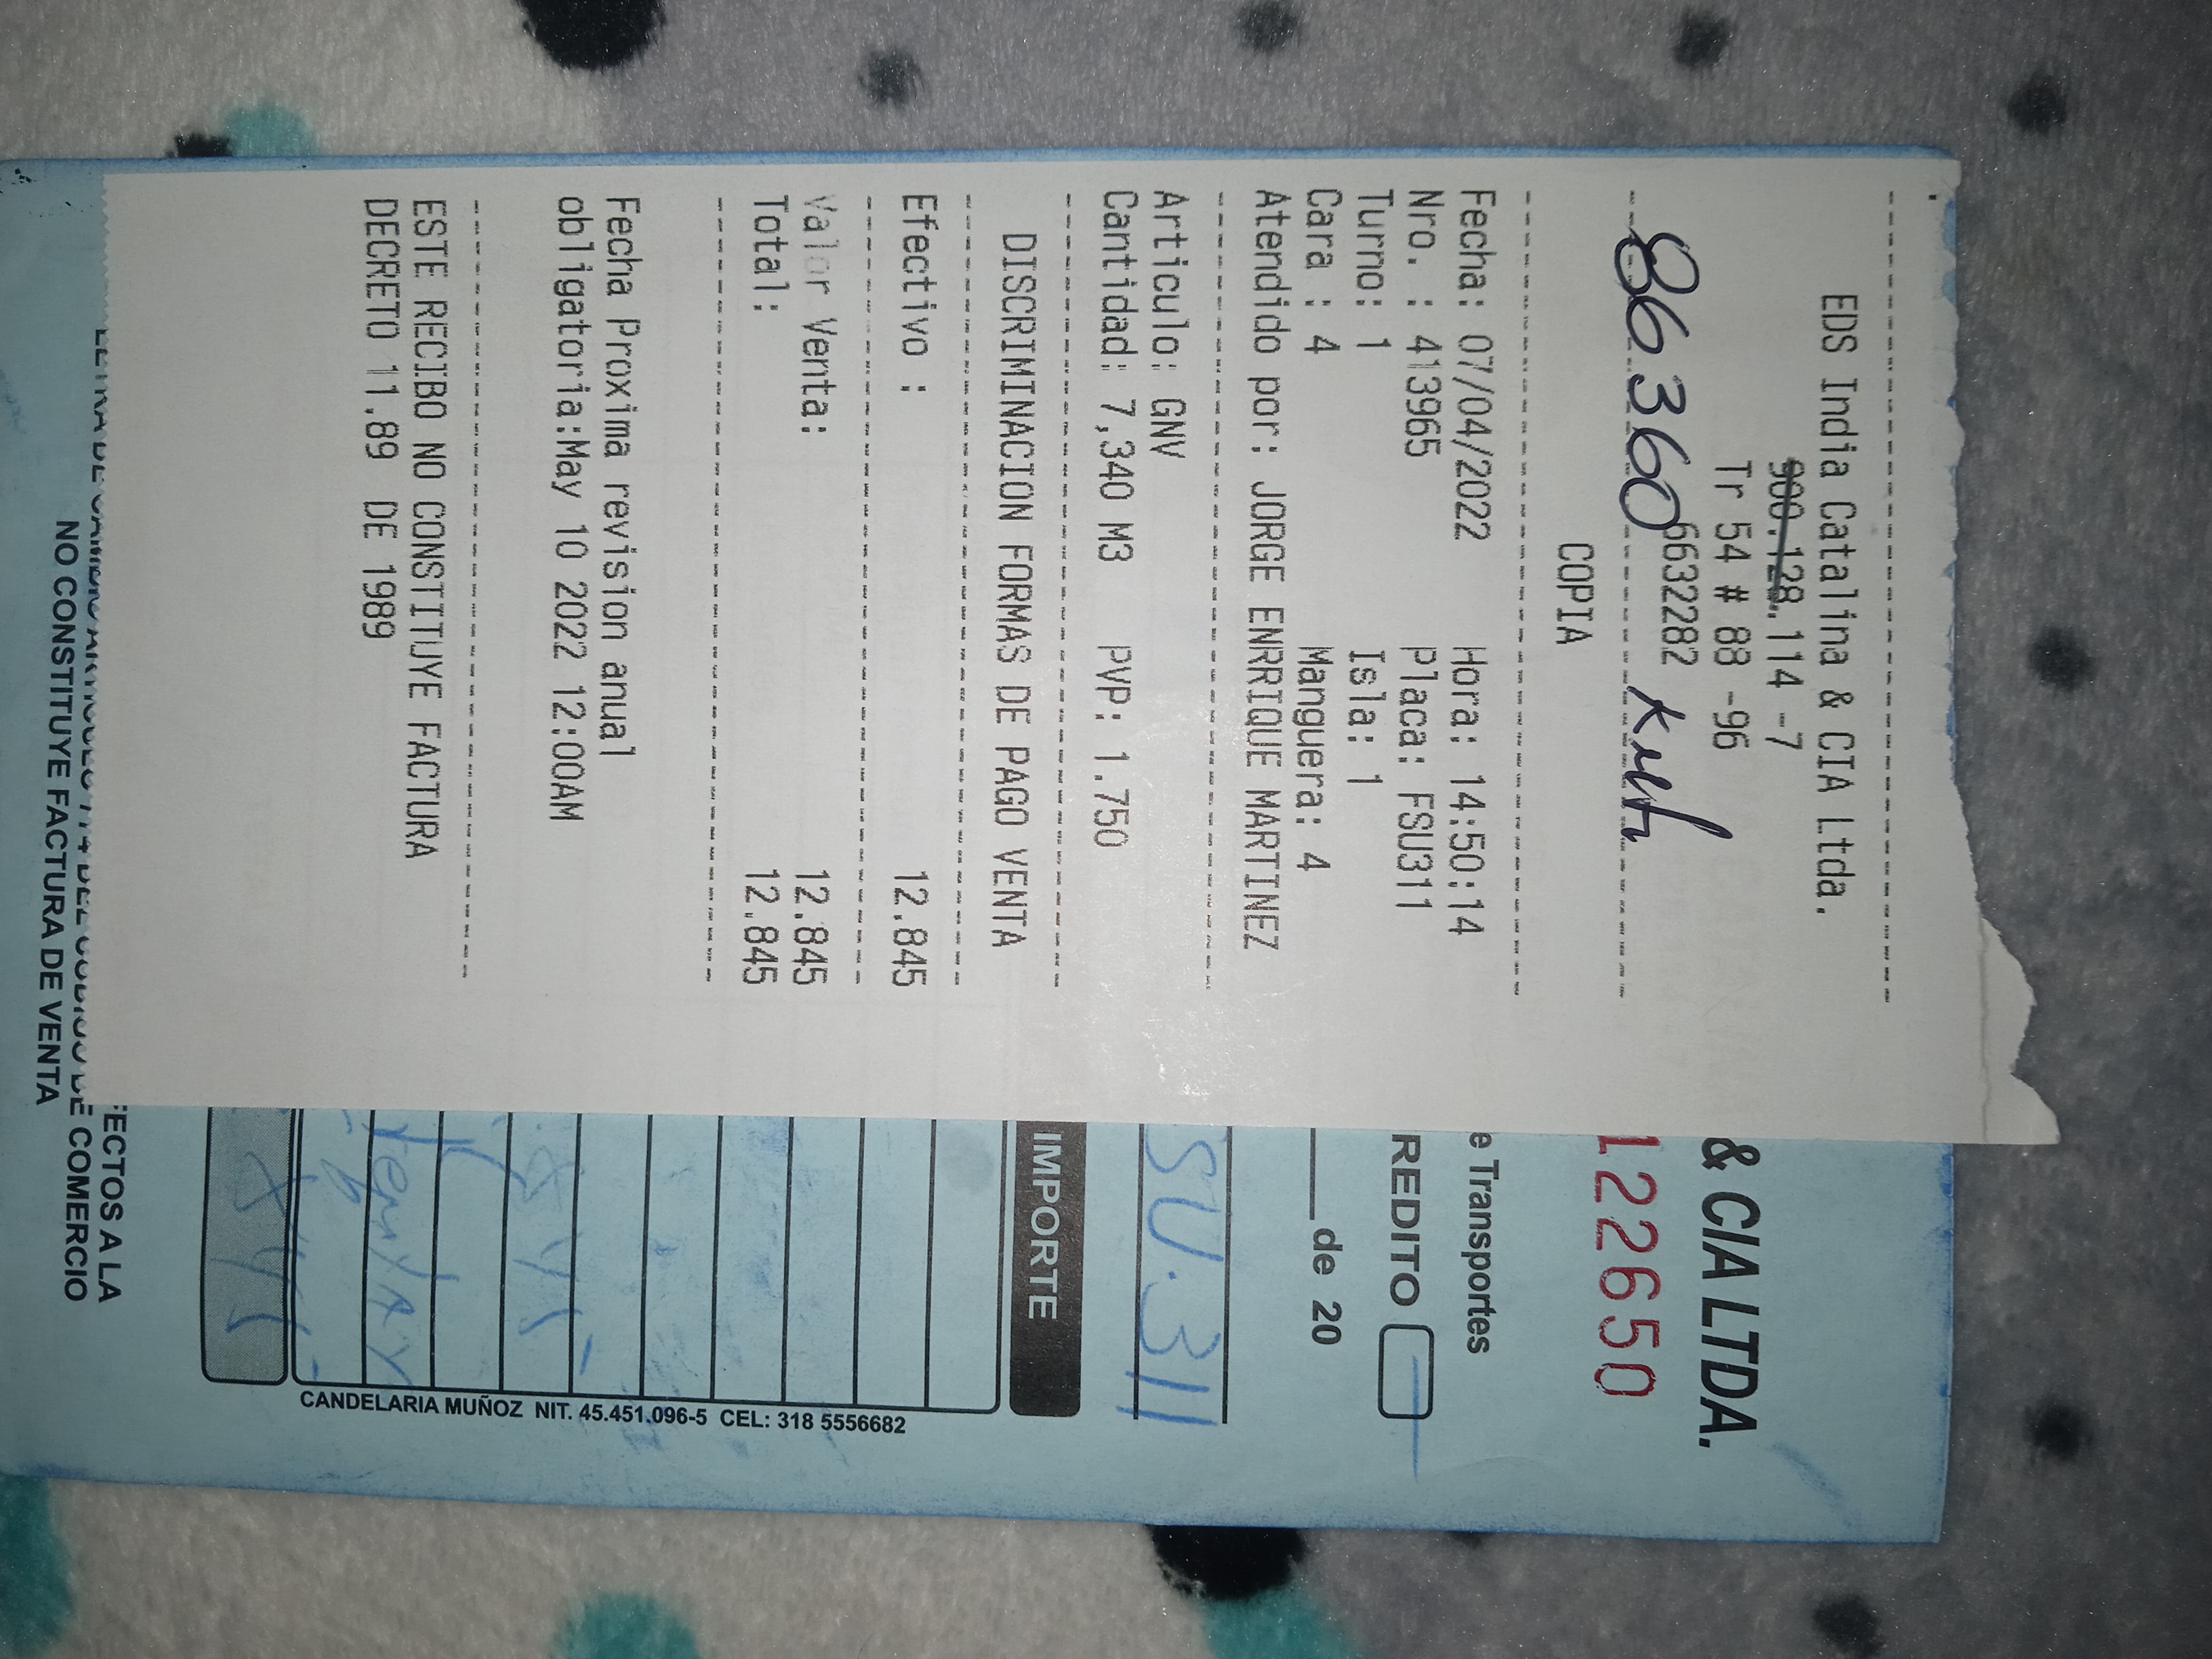 EDS India Catalina & CIA Ltda.
900.128.114 -7
Tr 54 # 88 -96
6632282
86360
COPIA
Fecha: 07/04/2022 Hora: 14:50:14
Nro. : 413965 Placa: FSU311
Turno: 1 Isla: 1
Cara : 4 Manguera: 4
Atendido por: JORGE ENRRIQUE MARTINEZ
Articulo: GNV
Cantidad: 7,340 M3 PVP: 1.750
DISCRIMINACION FORMAS DE PAGO VENTA
Efectivo : 12.845
Valor Venta: 12.845
Total: 12.845
Fecha Proxima revision anual
obligatoria:May 10 2022 12:00AM
ESTE RECIBO NO CONSTITUYE FACTURA
DECRETO 11.89 DE 1989
& CIA LTDA.
122650
e Transportes
REDITO
de 20
SU.311
IMPORTE
CANDELARIA MUÑOZ NIT. 45.451.096-5 CEL: 318 5556682
FECTOS A LA
DE COMERCIO
NO CONSTITUYE FACTURA DE VENTA